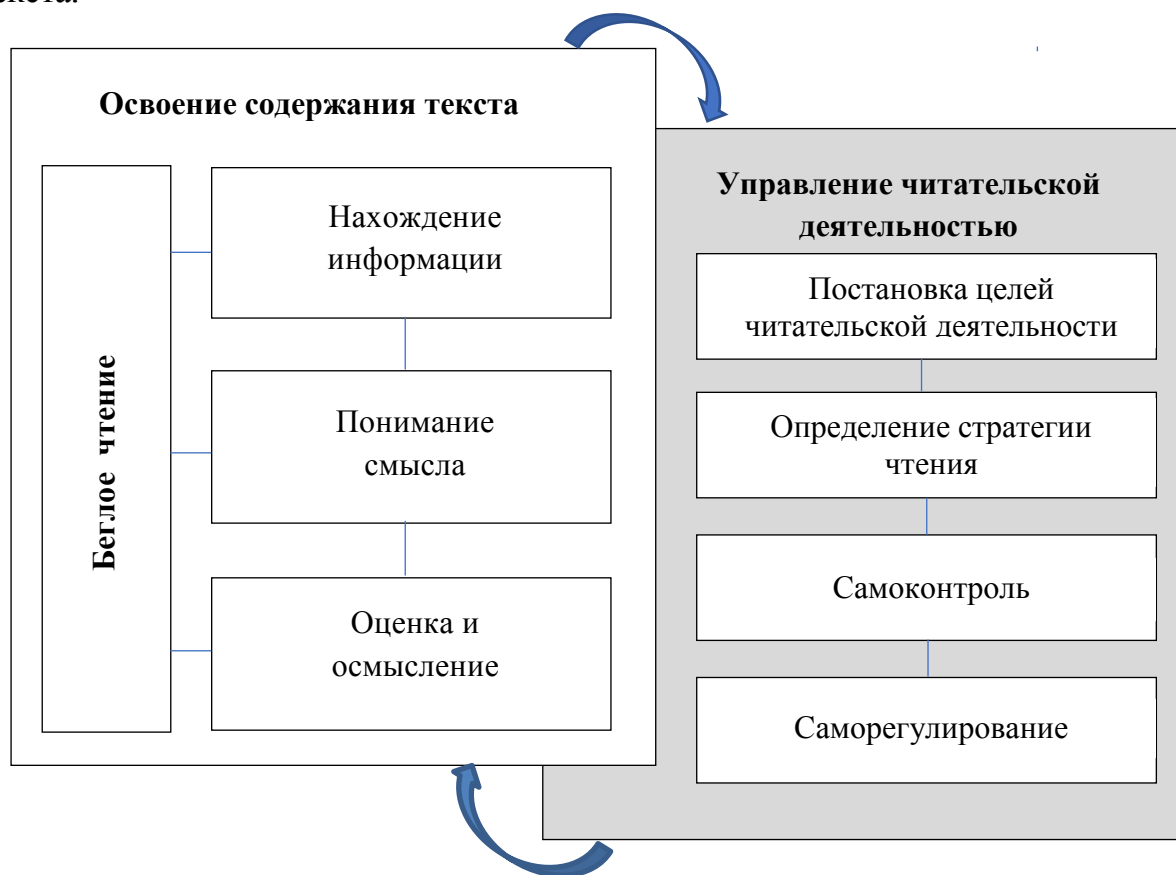 Освоение содержания текста
Беглое чтение
Нахождение
информации
Понимание
смысла
Оценка и
осмысление
Управление читательской
деятельностью
Постановка целей
читательской деятельности
Определение стратегии
чтения
Самоконтроль
Саморегулирование